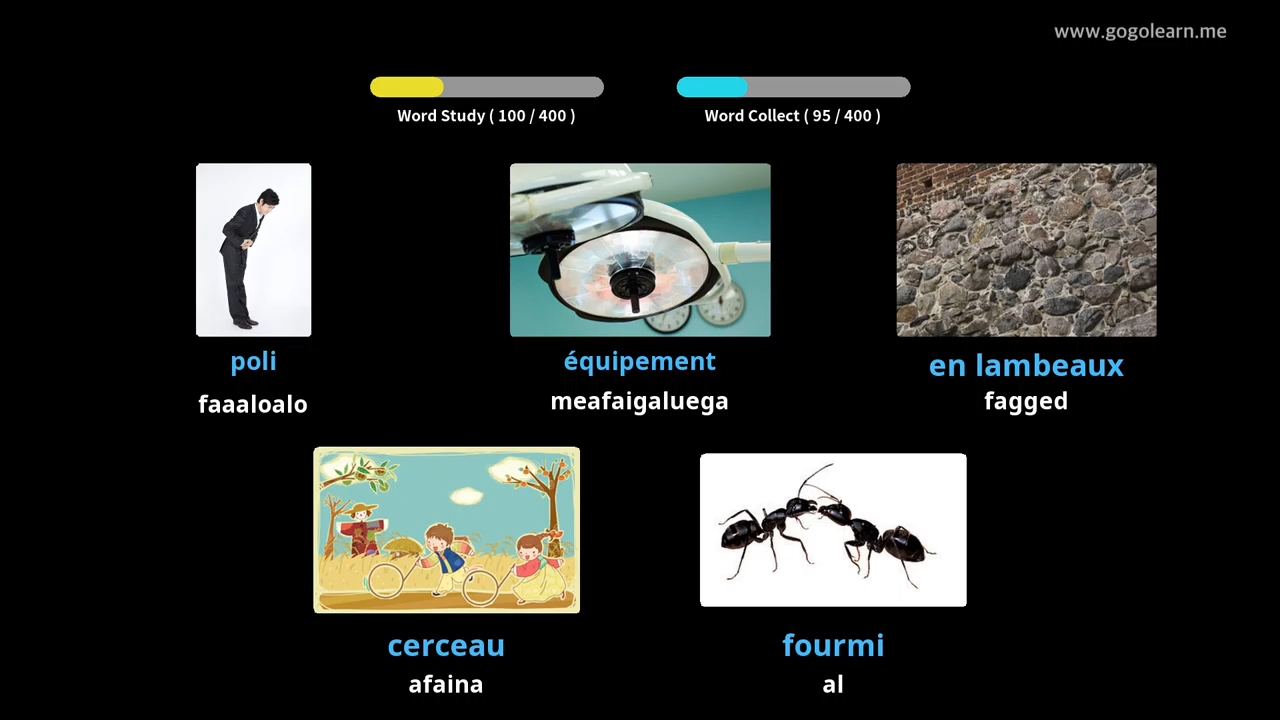 www.gogolearn.me
Word Study ( 100 / 400 )
Word Collect ( 95 / 400 )
poli
faaaloalo
équipement
meafaigaluega
en lambeaux
fagged
cerceau
afaina
fourmi
al